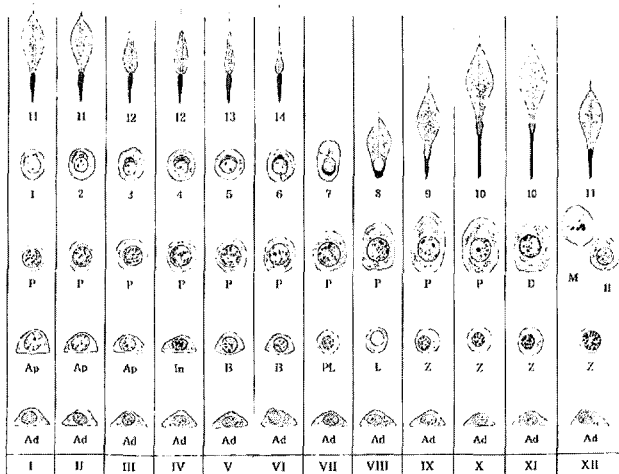 11 11 12 12 13 14
1 2 3 4 5 6 7 8 9 10 10 11
P P P P P P P P P P D M II
Ap Ap Ap In B B PL L Z Z Z Z
Ad Ad Ad Ad Ad Ad Ad Ad Ad Ad Ad Ad
I II III IV V VI VII VIII IX X XI XII